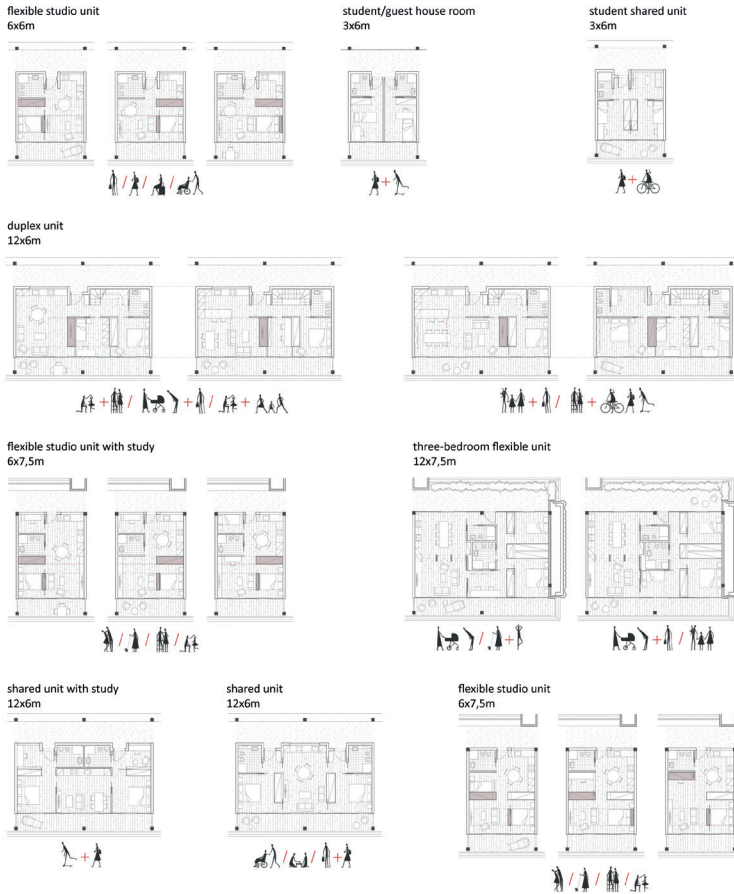 flexible studio unit
6x6m
student/guest house room
3x6m
student shared unit
3x6m
duplex unit
12x6m
flexible studio unit with study
6x7,5m
three-bedroom flexible unit
12x7,5m
shared unit with study
12x6m
shared unit
12x6m
flexible studio unit
6x7,5m